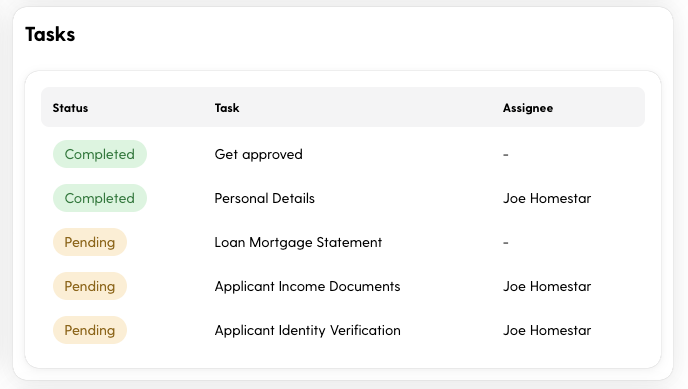 Tasks
Status Task Assignee
Completed Get approved -
Completed Personal Details Joe Homestar
Pending Loan Mortgage Statement -
Pending Applicant Income Documents Joe Homestar
Pending Applicant Identity Verification Joe Homestar